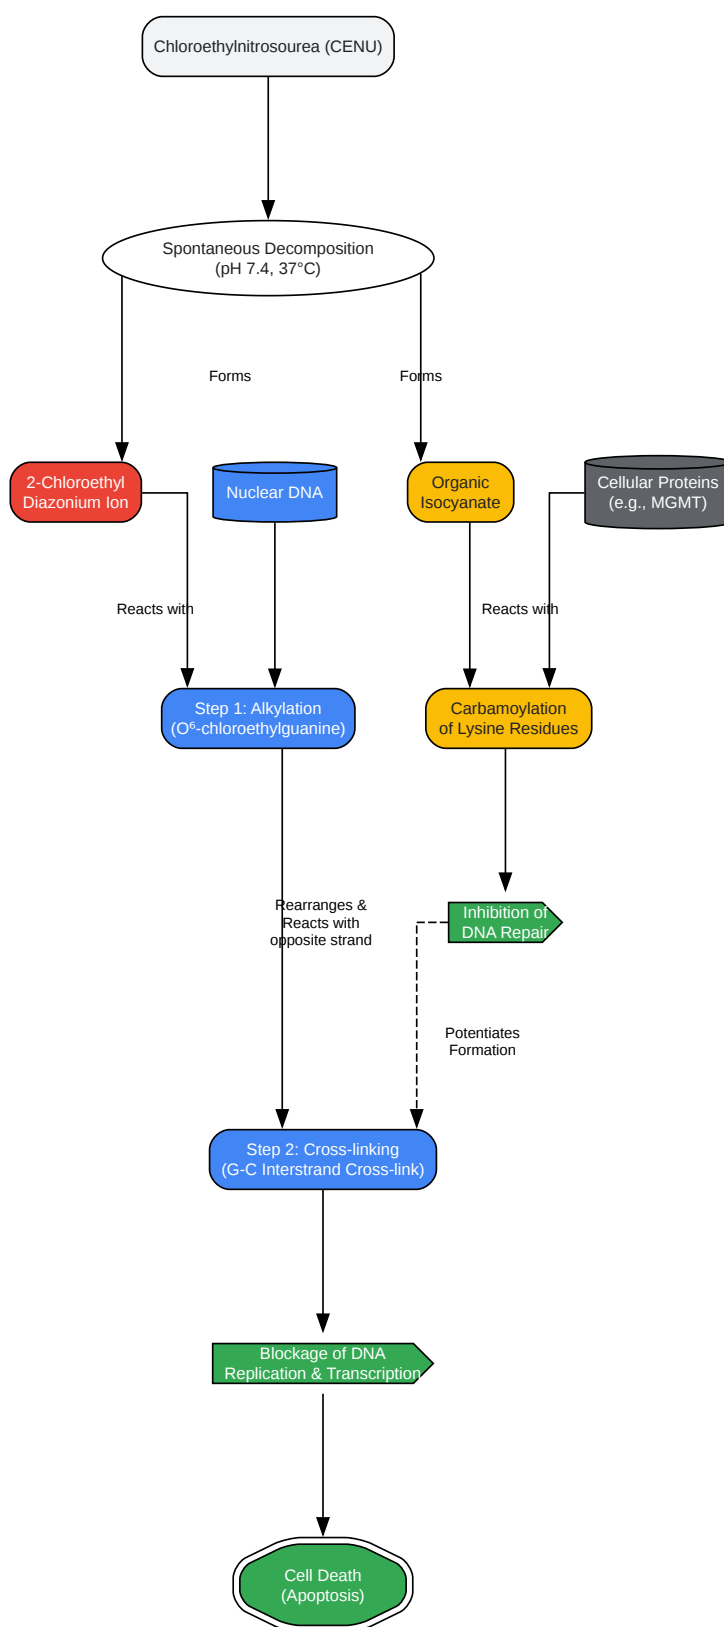 Chloroethylnitrosourea (CENU)
Spontaneous Decomposition
(pH 7.4, 37°C)
Forms
Forms
2-Chloroethyl
Diazonium Ion
Nuclear DNA
Organic
Isocyanate
Cellular Proteins
(e.g., MGMT)
Reacts with
Reacts with
Step 1: Alkylation
(O⁶-chloroethylguanine)
Carbamoylation
of Lysine Residues
Rearranges &
Reacts with
opposite strand
Inhibition of
DNA Repair
Potentiates
Formation
Step 2: Cross-linking
(G-C Interstrand Cross-link)
Blockage of DNA
Replication & Transcription
Cell Death
(Apoptosis)